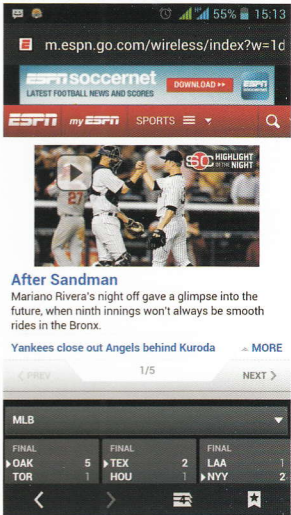 55% 15:13
m.espn.go.com/wireless/index?w=1d
ESPN soccernet
LATEST FOOTBALL NEWS AND SCORES
DOWNLOAD >>
ESPN my ESPN SPORTS
27
SC HIGHLIGHT OF THE NIGHT
After Sandman
Mariano Rivera's night off gave a glimpse into the
future, when ninth innings won't always be smooth
rides in the Bronx.
Yankees close out Angels behind Kuroda MORE
< PREV 1/5 NEXT >
MLB
FINAL FINAL FINAL
OAK 5 TEX 2 LAA 1
TOR 1 HOU 1 NYY 2